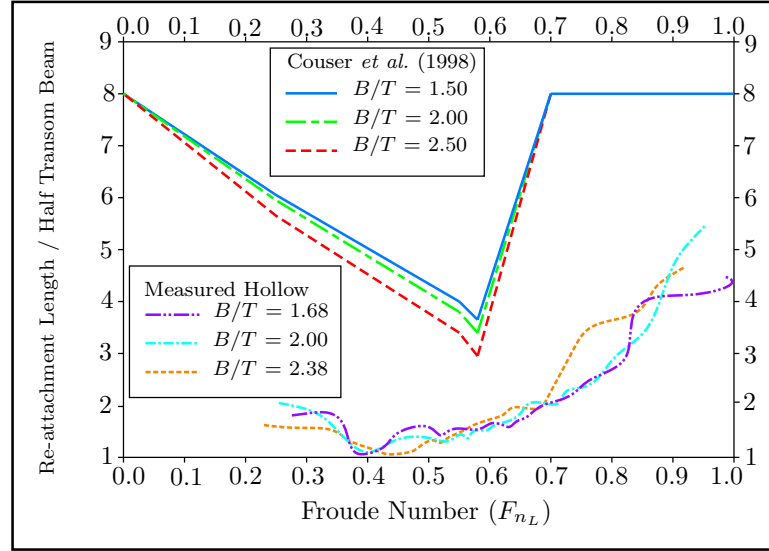 0.0 0.1 0.2 0.3 0.4 0.5 0.6 0.7 0.8 0.9 1.0
9 9
8 8
7 7
6 6
5 5
4 4
3 3
2 2
1 1
Couser et al. (1998)
B/T = 1.50
B/T = 2.00
B/T = 2.50
Measured Hollow
B/T = 1.68
B/T = 2.00
B/T = 2.38
0.0 0.1 0.2 0.3 0.4 0.5 0.6 0.7 0.8 0.9 1.0
Froude Number (F_{n_L})
Re-attachment Length / Half Transom Beam